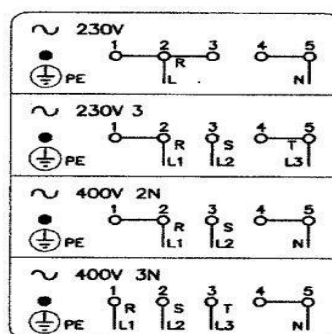 ~ 230V
1 2 3 4 5
R
PE L N
~ 230V 3
1 2 3 4 5
R S T
PE L1 L2 L3
~ 400V 2N
1 2 3 4 5
R S
PE L1 L2 N
~ 400V 3N
1 2 3 4 5
R S T
PE L1 L2 L3 N